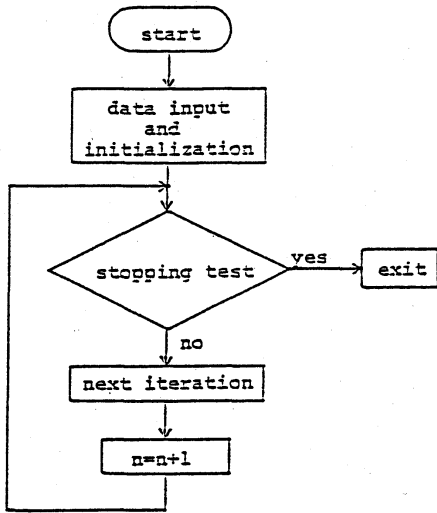 start
data input
and
initialization
stopping test
yes
exit
no
next iteration
n=n+1